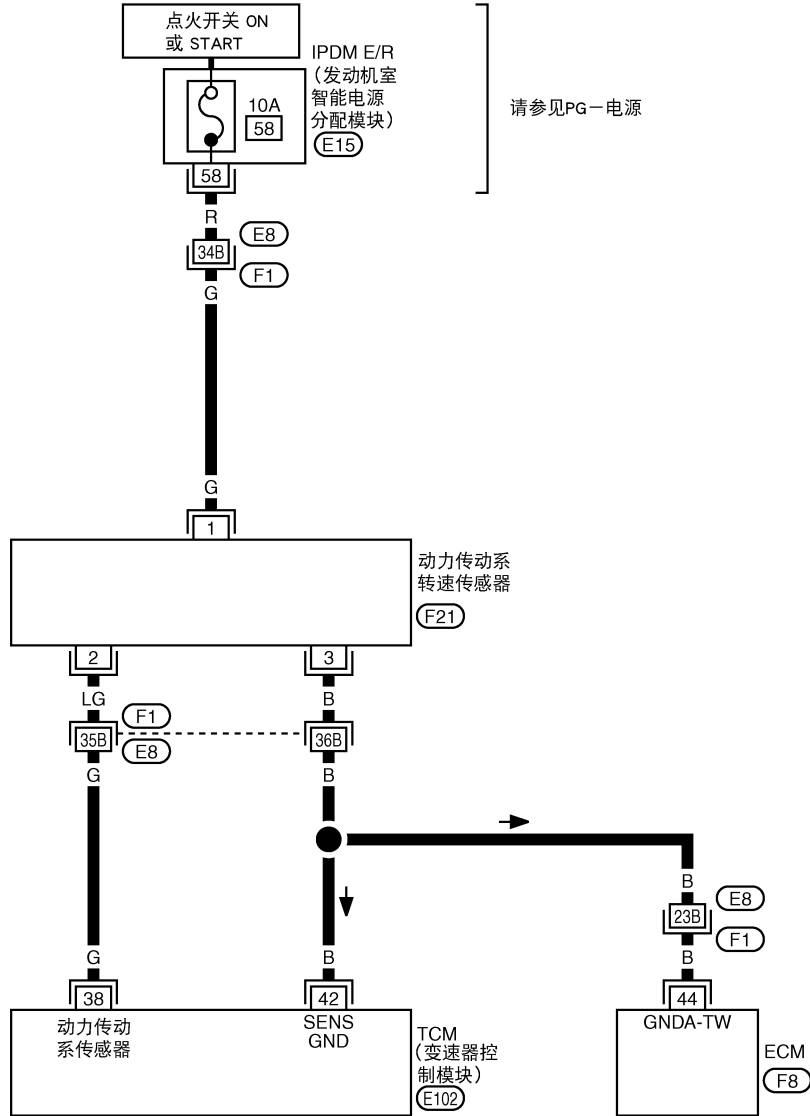 点火开关 ON
或 START
IPDM E/R
（发动机室
智能电源
分配模块）
E15
10A
58
请参见PG－电源
58
R
34B
E8
F1
G
G
1
动力传动系
转速传感器
F21
2
3
LG
B
35B
F1
E8
36B
G
B
B
E8
23B
F1
G
B
B
38
42
44
动力传动
系传感器
SENS
GND
TCM
（变速器控
制模块）
E102
GNDA-TW
ECM
F8